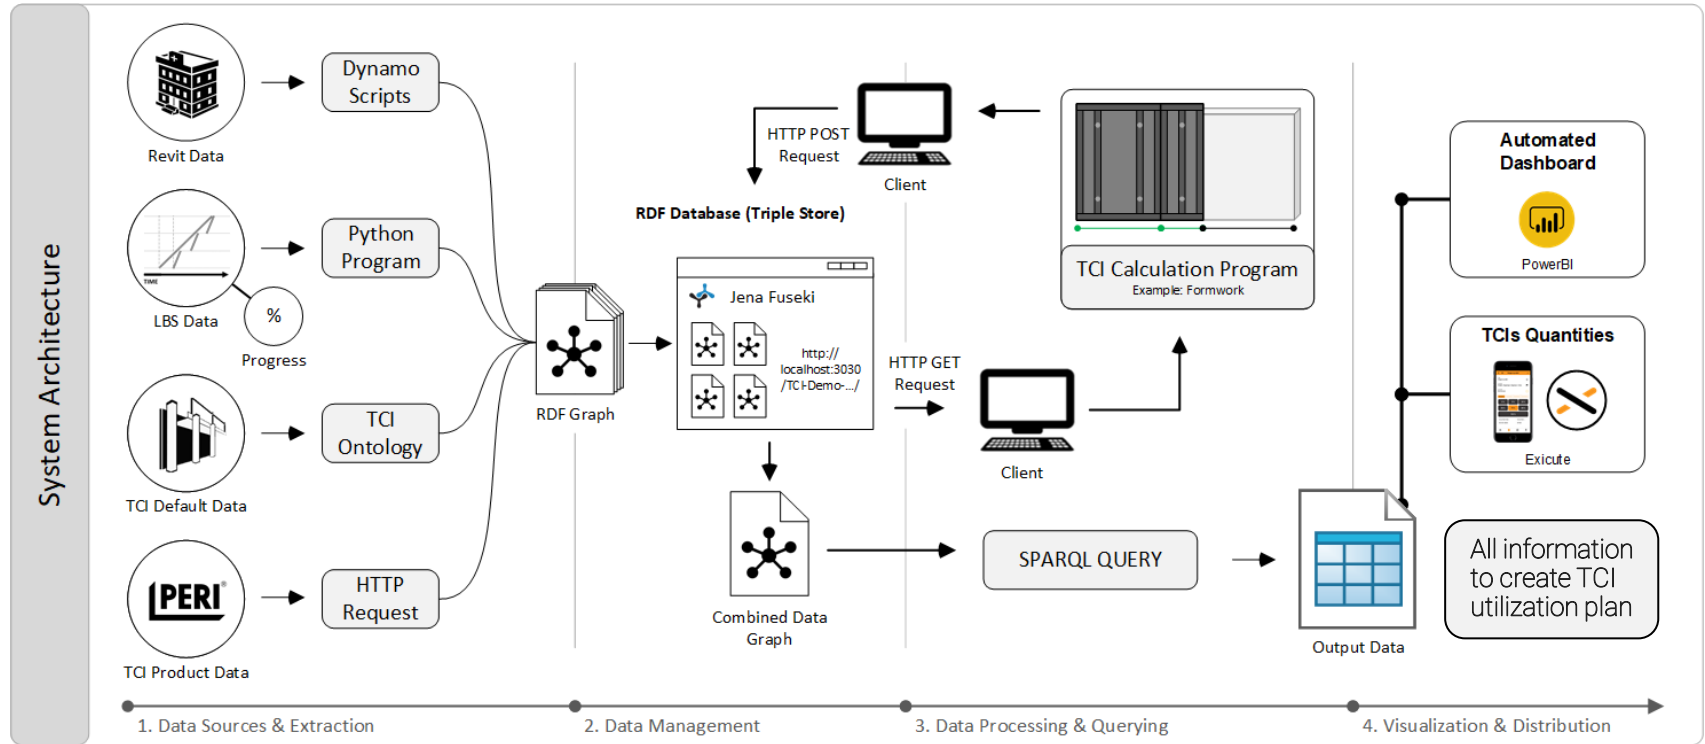 System Architecture
Revit Data
Dynamo
Scripts
TIME
LBS Data
%
Progress
Python
Program
TCI Default Data
TCI
Ontology
PERI®
TCI Product Data
HTTP
Request
RDF Graph
HTTP POST
Request
Client
RDF Database (Triple Store)
Jena Fuseki
http://
localhost:3030
/TCI-Demo-.../
HTTP GET
Request
Client
TCI Calculation Program
Example: Formwork
Combined Data
Graph
SPARQL QUERY
Output Data
Automated
Dashboard
PowerBI
TCIs Quantities
Exicute
All information
to create TCI
utilization plan
1. Data Sources & Extraction
2. Data Management
3. Data Processing & Querying
4. Visualization & Distribution